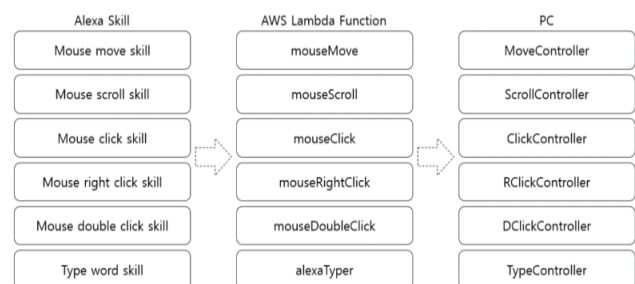 Alexa Skill AWS Lambda Function PC
Mouse move skill mouseMove MoveController
Mouse scroll skill mouseScroll ScrollController
Mouse click skill mouseClick ClickController
Mouse right click skill mouseRightClick RClickController
Mouse double click skill mouseDoubleClick DClickController
Type word skill alexaTyper TypeController